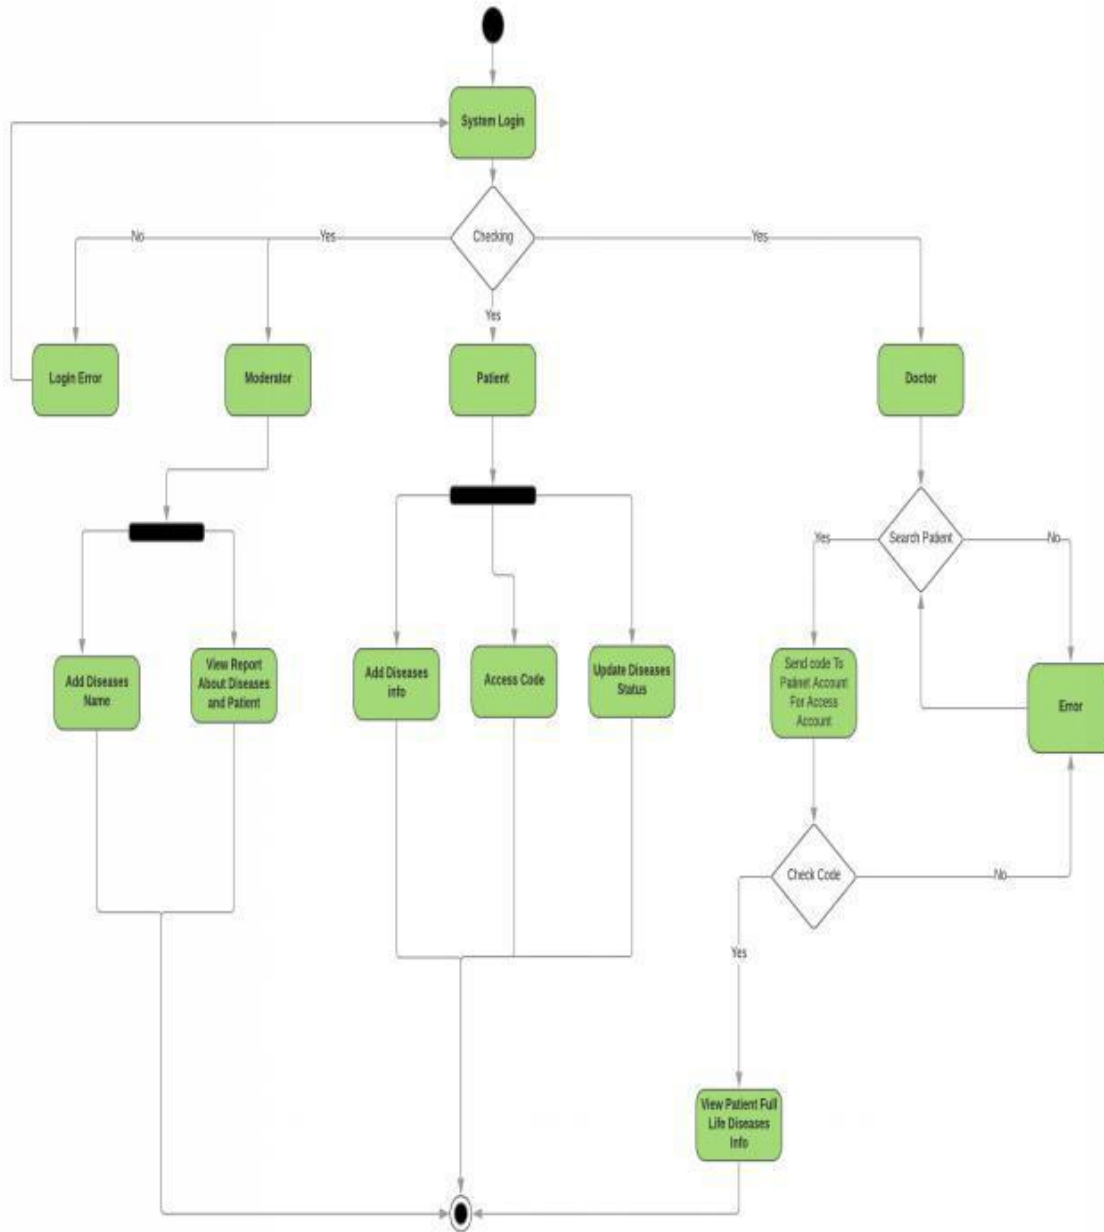 System Login
Checking
No
Yes
Yes
Yes
Login Error
Moderator
Patient
Doctor
Search Patient
Yes
No
Add Diseases
Name
View Report
About Diseases
and Patient
Add Diseases
info
Access Code
Update Diseases
Status
Send code To
Patinet Account
For Access
Account
Error
Check Code
No
Yes
View Patient Full
Life Diseases
Info